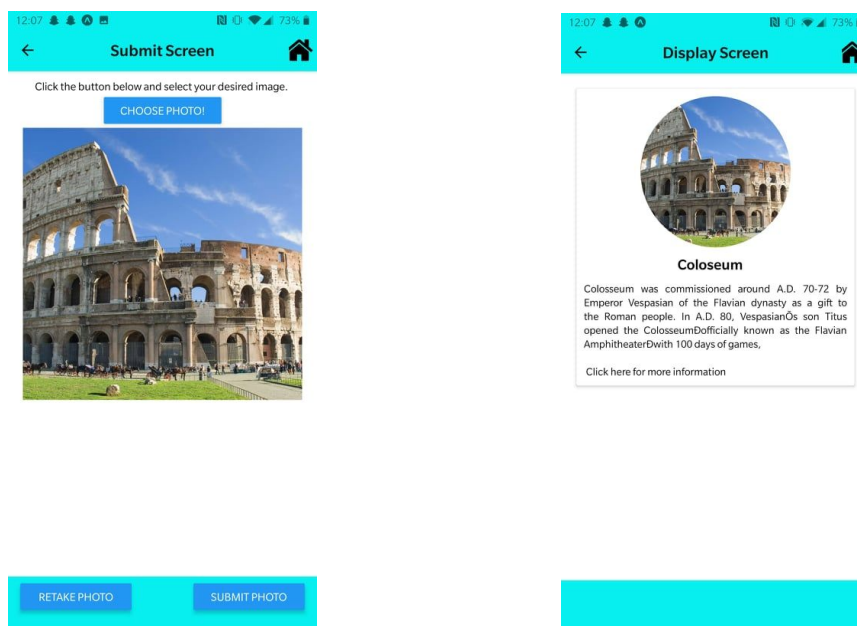 12:07 73%
Submit Screen
Click the button below and select your desired image.
CHOOSE PHOTO!
RETAKE PHOTO SUBMIT PHOTO
12:07 73%
Display Screen
Coloseum
Colosseum was commissioned around A.D. 70-72 by
Emperor Vespasian of the Flavian dynasty as a gift to
the Roman people. In A.D. 80, VespasianÕs son Titus
opened the ColosseumÐofficially known as the Flavian
AmphitheaterÐwith 100 days of games,
Click here for more information